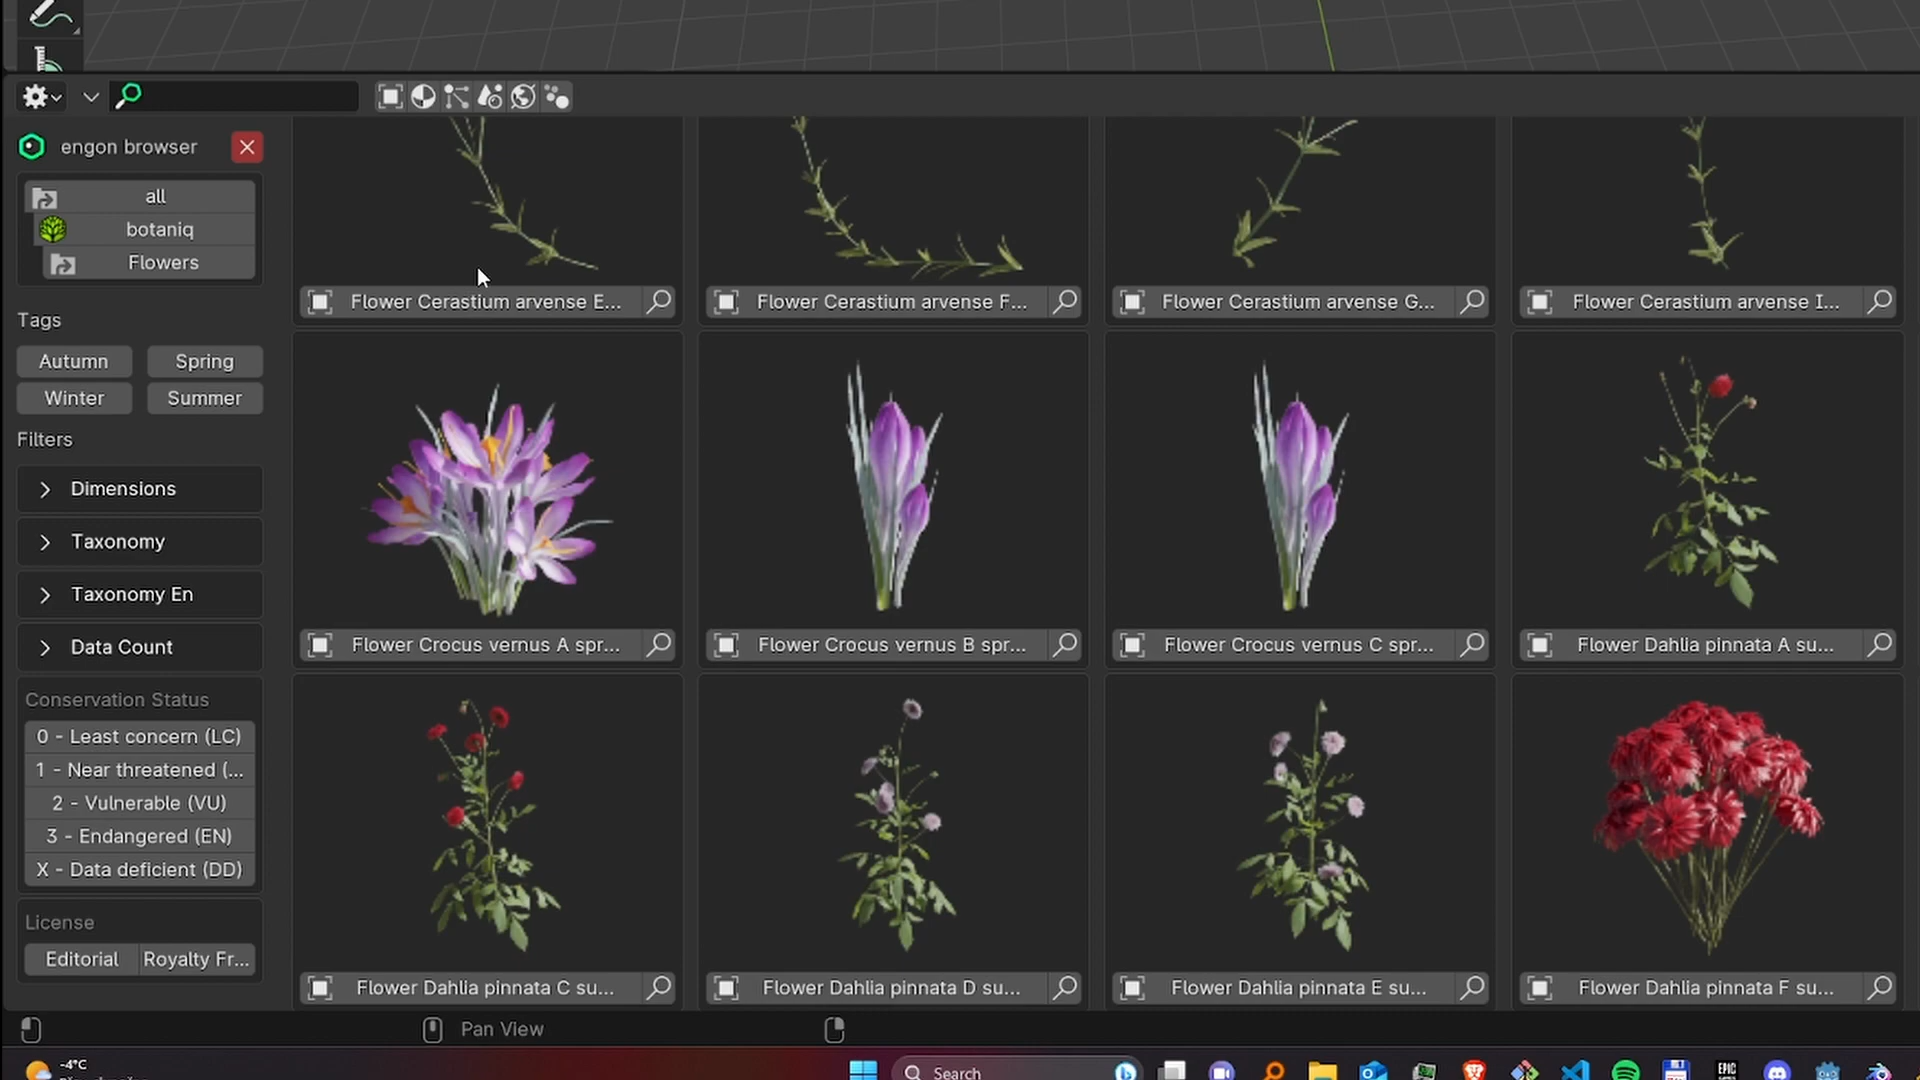 engon browser
all
botaniq
Flowers
Tags
Autumn
Spring
Winter
Summer
Filters
Dimensions
Taxonomy
Taxonomy En
Data Count
Conservation Status
0 - Least concern (LC)
1 - Near threatened (...
2 - Vulnerable (VU)
3 - Endangered (EN)
X - Data deficient (DD)
License
Editorial
Royalty Fr...
Flower Cerastium arvense E...
Flower Cerastium arvense F...
Flower Cerastium arvense G...
Flower Cerastium arvense I...
Flower Crocus vernus A spr...
Flower Crocus vernus B spr...
Flower Crocus vernus C spr...
Flower Dahlia pinnata A su...
Flower Dahlia pinnata C su...
Flower Dahlia pinnata D su...
Flower Dahlia pinnata E su...
Flower Dahlia pinnata F su...
Pan View
-4°C
Search
EPIC